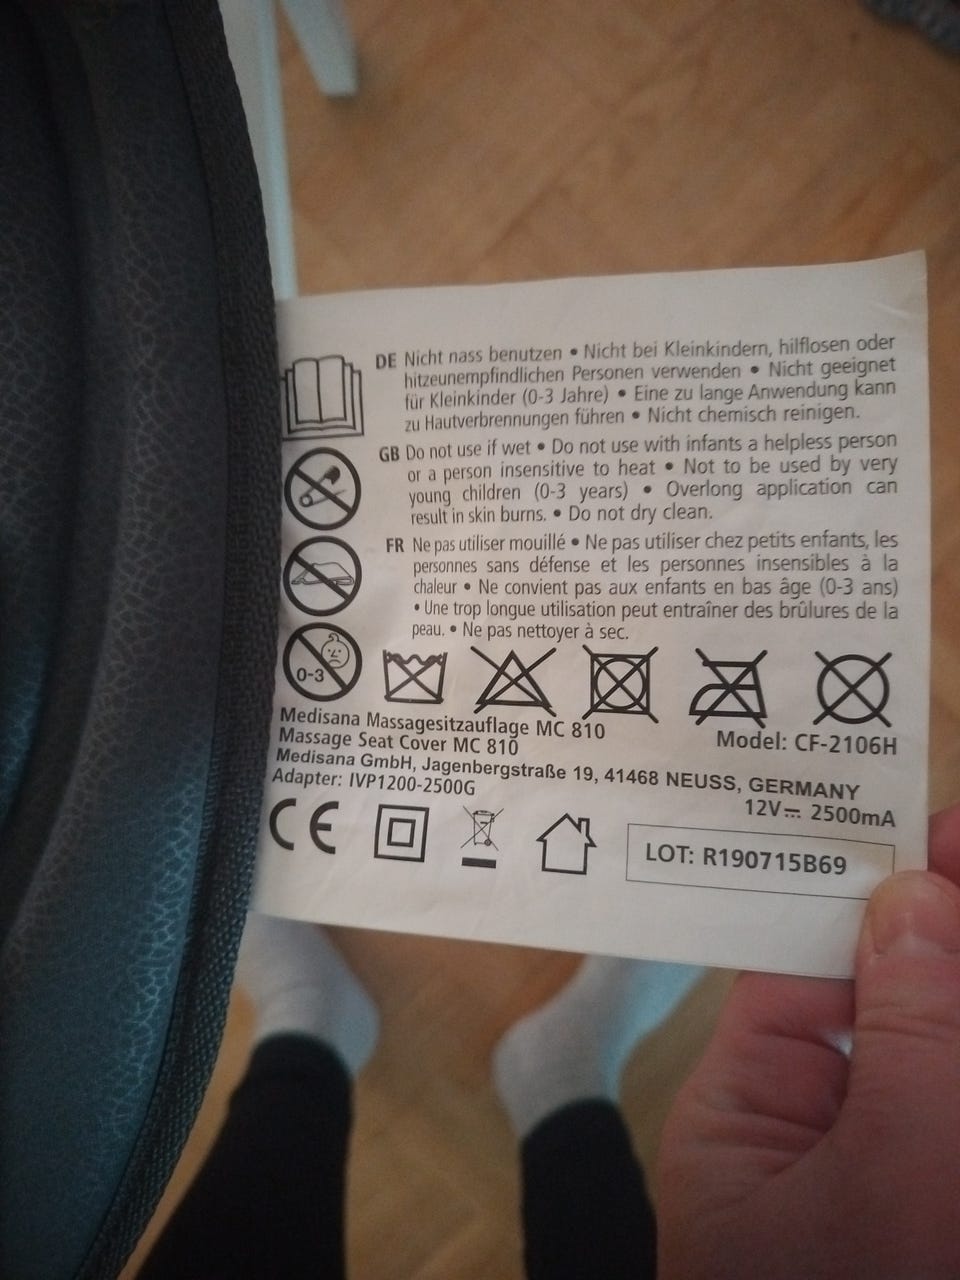 DE Nicht nass benutzen • Nicht bei Kleinkindern, hilflosen oder
hitzeunempfindlichen Personen verwenden • Nicht geeignet
für Kleinkinder (0-3 Jahre) • Eine zu lange Anwendung kann
zu Hautverbrennungen führen • Nicht chemisch reinigen.
GB Do not use if wet • Do not use with infants a helpless person
or a person insensitive to heat • Not to be used by very
young children (0-3 years) • Overlong application can
result in skin burns. • Do not dry clean.
FR Ne pas utiliser mouillé • Ne pas utiliser chez petits enfants, les
personnes sans défense et les personnes insensibles à la
chaleur • Ne convient pas aux enfants en bas âge (0-3 ans)
• Une trop longue utilisation peut entraîner des brûlures de la
peau. • Ne pas nettoyer à sec.
0-3
Medisana Massagesitzauflage MC 810
Massage Seat Cover MC 810
Model: CF-2106H
Medisana GmbH, Jagenbergstraße 19, 41468 NEUSS, GERMANY
Adapter: IVP1200-2500G
12V⎓ 2500mA
CE
LOT: R190715B69